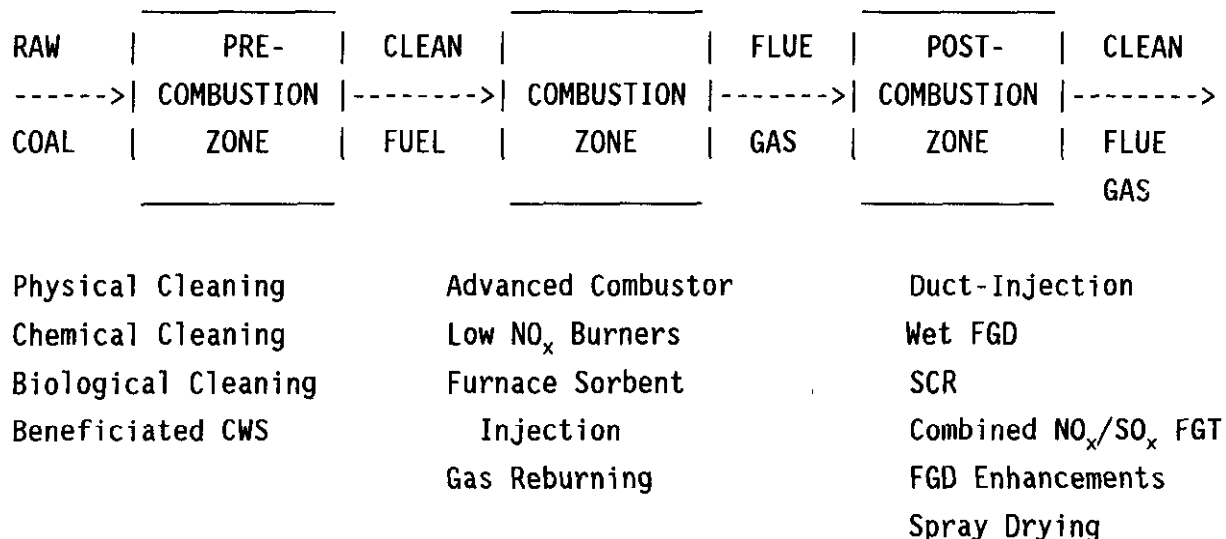 RAW | PRE- | CLEAN | | FLUE | POST- | CLEAN
------>| COMBUSTION |-------->| COMBUSTION |------->| COMBUSTION |-------->
COAL | ZONE | FUEL | ZONE | GAS | ZONE | FLUE
GAS
Physical Cleaning Advanced Combustor Duct-Injection
Chemical Cleaning Low NOₓ Burners Wet FGD
Biological Cleaning Furnace Sorbent SCR
Beneficiated CWS Injection Combined NOₓ/SOₓ FGT
Gas Reburning FGD Enhancements
Spray Drying